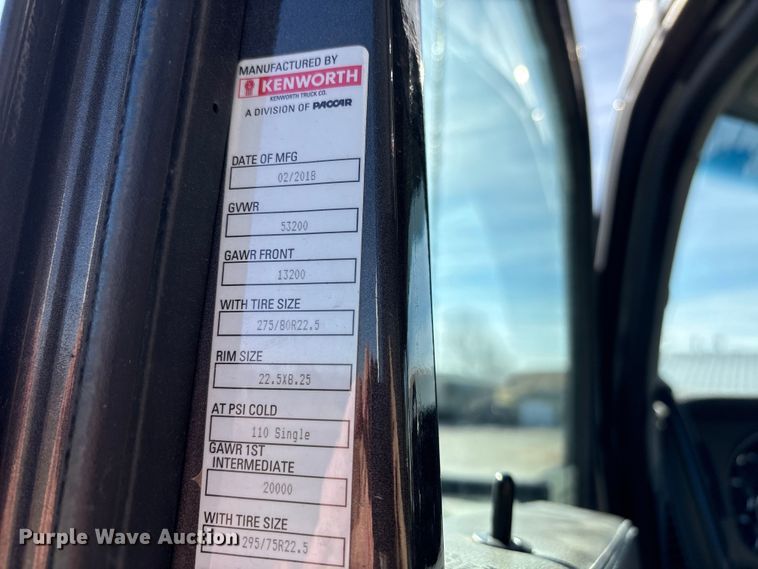 MANUFACTURED BY
KENWORTH
KENWORTH TRUCK CO.
A DIVISION OF PACCAR
DATE OF MFG
02/2018
GVWR
53200
GAWR FRONT
13200
WITH TIRE SIZE
275/80R22.5
RIM SIZE
22.5X8.25
AT PSI COLD
110 Single
GAWR 1ST
INTERMEDIATE
20000
WITH TIRE SIZE
295/75R22.5
Purple Wave Auction